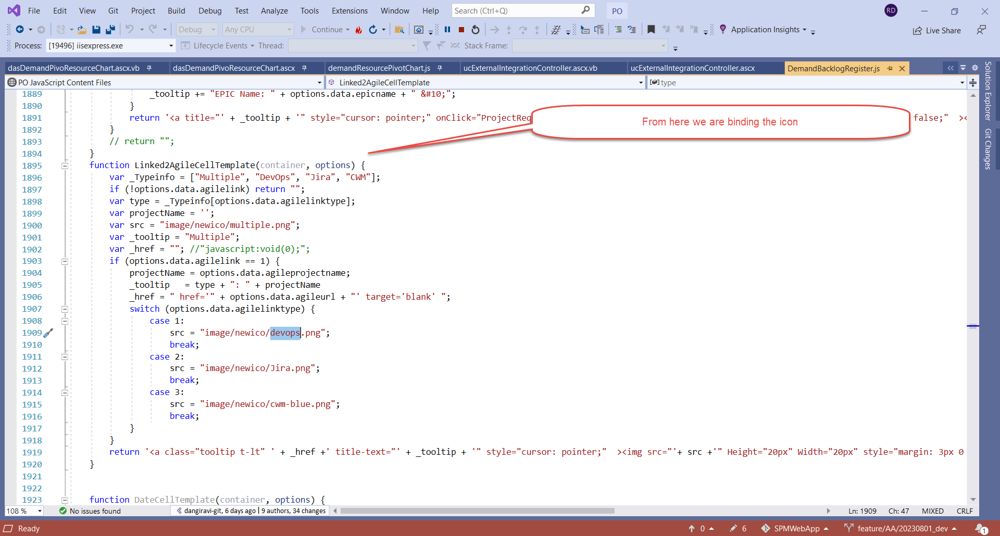 File Edit View Git Project Build Debug Test Analyze Tools Extensions Window Help Search (Ctrl+Q) PO RD
Debug Any CPU Continue Application Insights Live Share
Process: [19496] iisexpress.exe Lifecycle Events Thread: Stack Frame:
dasDemandPivoResourceChart.ascx.vb dasDemandPivoResourceChart.ascx demandResourcePivotChart.js ucExternalIntegrationController.ascx.vb ucExternalIntegrationController.ascx DemandBacklogRegister.js
PO JavaScript Content Files Linked2AgileCellTemplate type
Solution Explorer
Git Changes
1889 _tooltip += "EPIC Name: " + options.data.epicname + " &#10;";
1890 }
1891 return '<a title="' + _tooltip + '" style="cursor: pointer;" onClick="ProjectReq false;" ><
From here we are binding the icon
1892 }
1893 // return "";
1894 }
1895 function Linked2AgileCellTemplate(container, options) {
1896 var _Typeinfo = ["Multiple", "DevOps", "Jira", "CWM"];
1897 if (!options.data.agilelink) return "";
1898 var type = _Typeinfo[options.data.agilelinktype];
1899 var projectName = '';
1900 var src = "image/newico/multiple.png";
1901 var _tooltip = "Multiple";
1902 var _href = ""; //"javascript:void(0);";
1903 if (options.data.agilelink == 1) {
1904 projectName = options.data.agileprojectname;
1905 _tooltip = type + ": " + projectName
1906 _href = " href='" + options.data.agileurl + "' target='blank' ";
1907 switch (options.data.agilelinktype) {
1908 case 1:
1909 src = "image/newico/devops.png";
1910 break;
1911 case 2:
1912 src = "image/newico/Jira.png";
1913 break;
1914 case 3:
1915 src = "image/newico/cwm-blue.png";
1916 break;
1917 }
1918 }
1919 return '<a class="tooltip t-lt" ' + _href +' title-text="' + _tooltip + '" style="cursor: pointer;" ><img src="'+ src +'" Height="20px" Width="20px" style="margin: 3px 0
1920 }
1921
1922
1923 function DateCellTemplate(container, options) {
108 % No issues found dangiravi-git, 6 days ago | 9 authors, 34 changes Ln: 1909 Ch: 47 MIXED CRLF
Ready 0 6 SPMWebApp feature/AA/20230801_dev 1